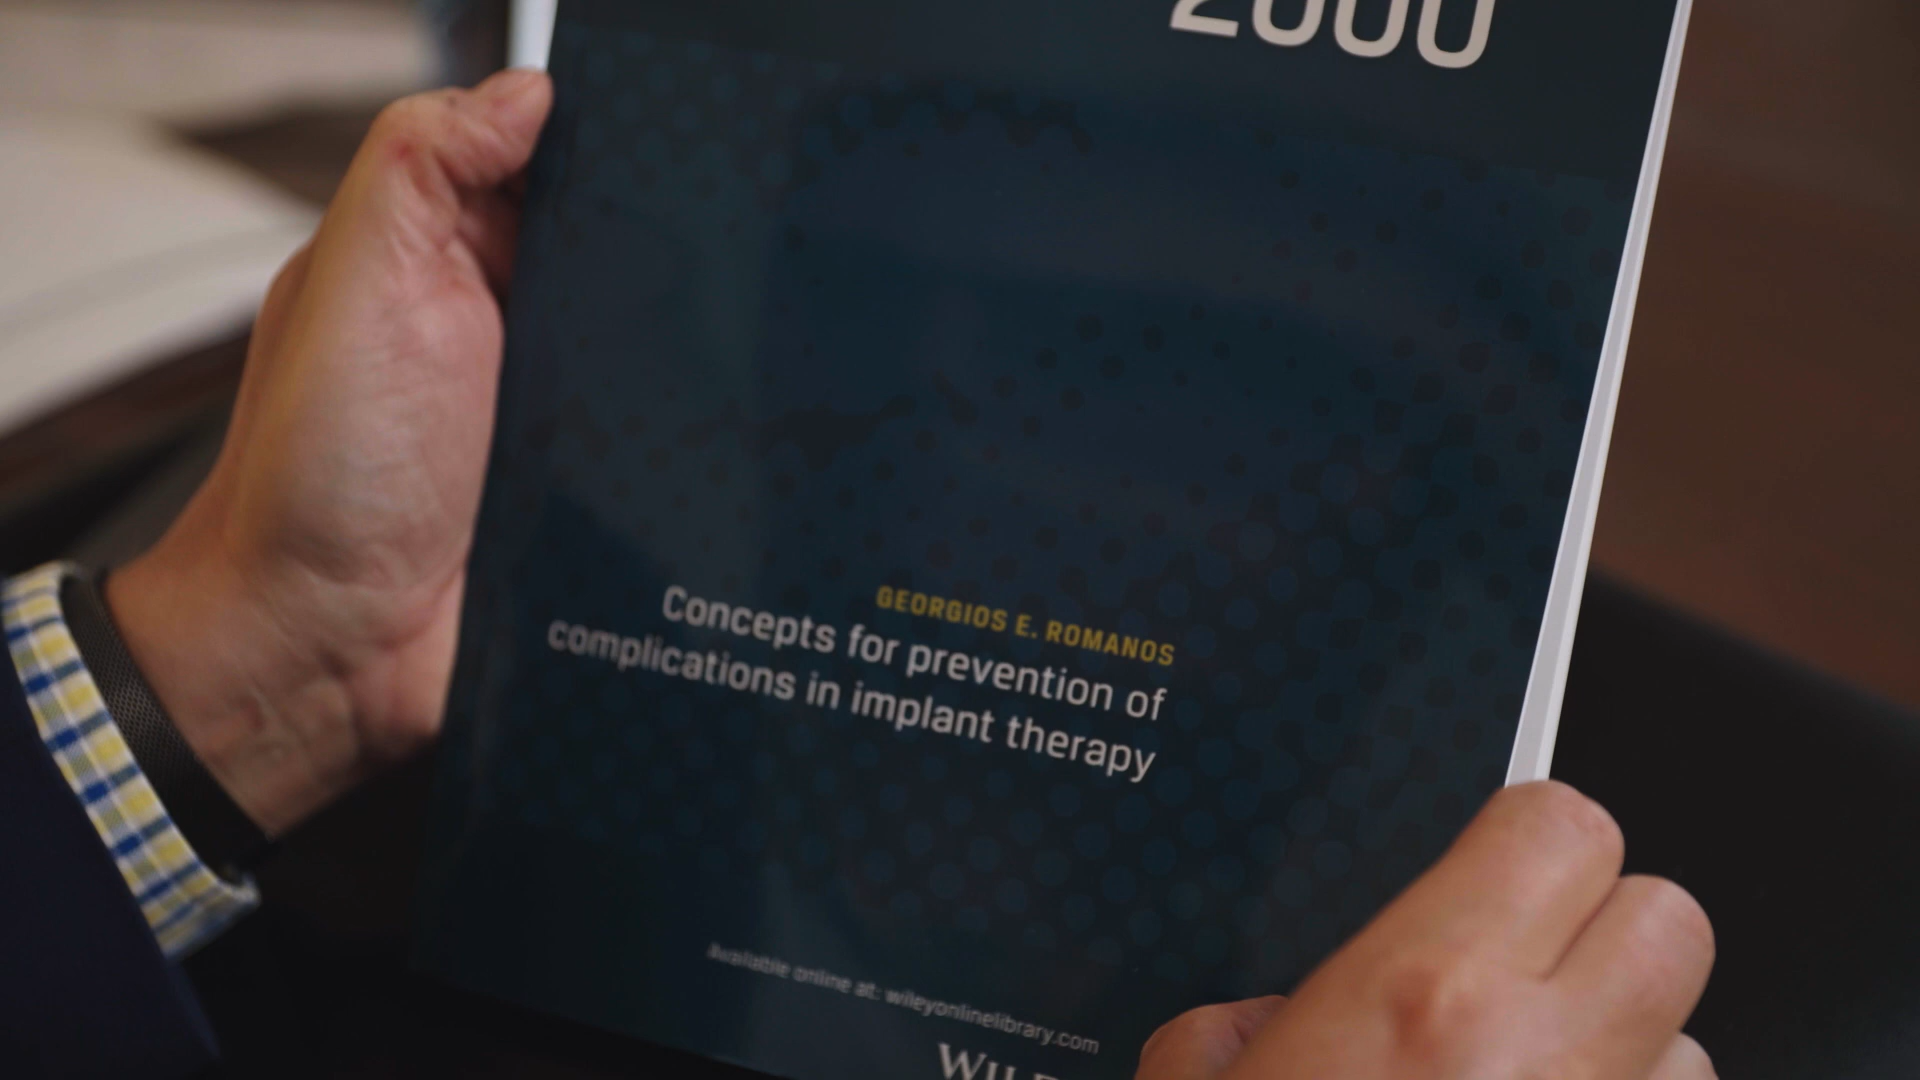 2000
GEORGIOS E. ROMANOS
Concepts for prevention of
complications in implant therapy
Available online at: wileyonlinelibrary.com